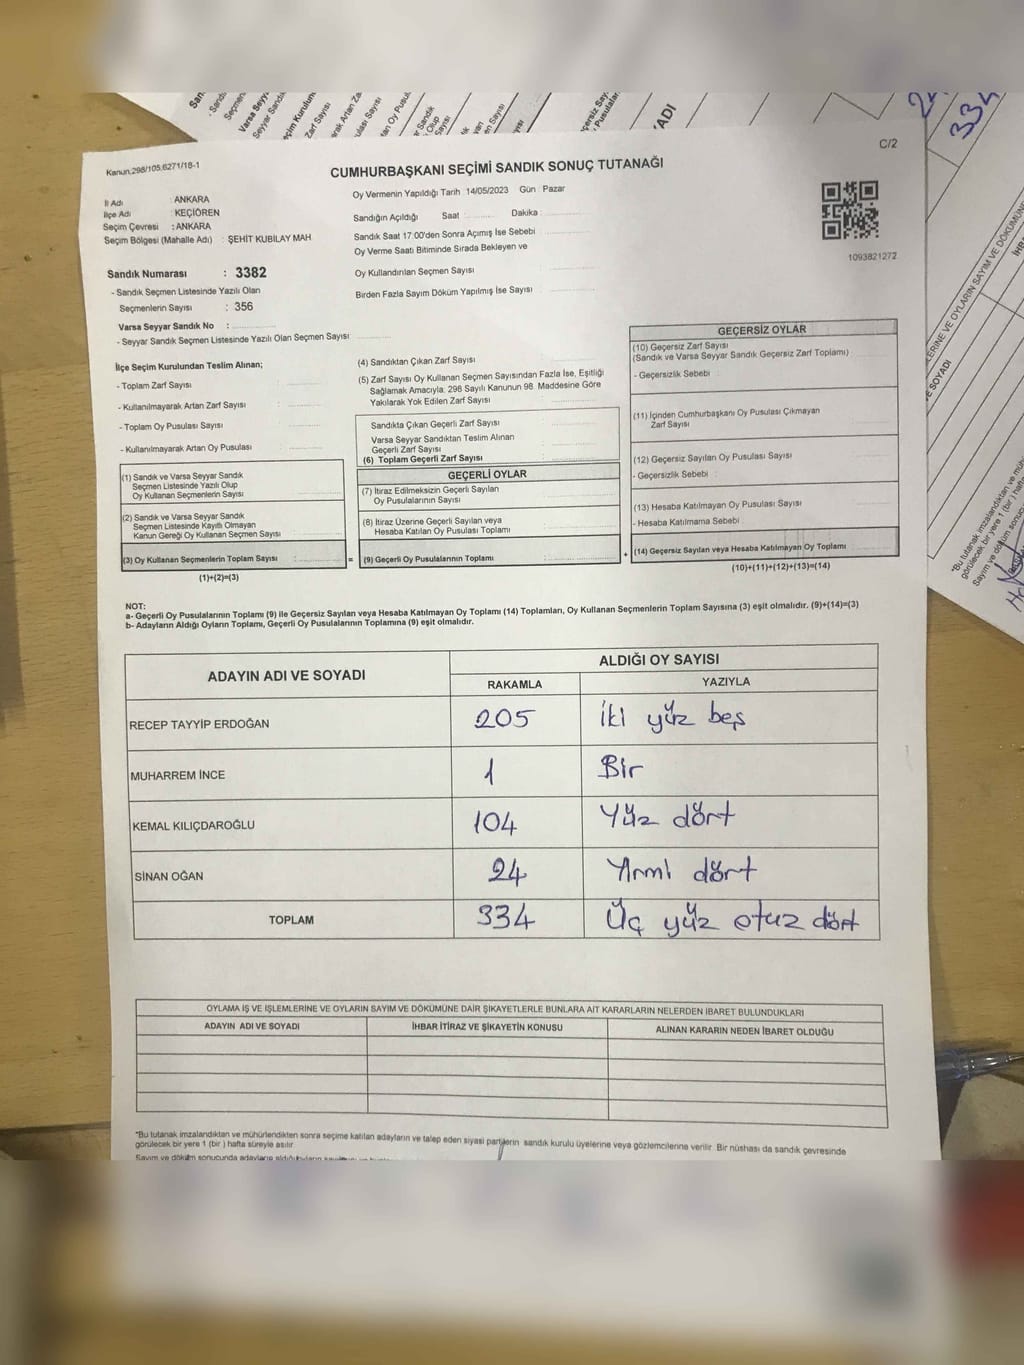 Kanun.298/105,6271/18-1
C/2
CUMHURBAŞKANI SEÇİMİ SANDIK SONUÇ TUTANAĞI
İl Adı : ANKARA
İlçe Adı : KEÇİÖREN
Seçim Çevresi : ANKARA
Seçim Bölgesi (Mahalle Adı) : ŞEHİT KUBİLAY MAH
Oy Vermenin Yapıldığı Tarih 14/05/2023 Gün : Pazar
Sandığın Açıldığı Saat : Dakika :
Sandık Saat 17:00'den Sonra Açımış İse Sebebi
Oy Verme Saati Bitiminde Sırada Bekleyen ve
Oy Kullandırılan Seçmen Sayısı
Birden Fazla Sayım Döküm Yapılmış İse Sayısı :
1093821272
Sandık Numarası : 3382
- Sandık Seçmen Listesinde Yazılı Olan
Seçmenlerin Sayısı : 356
Varsa Seyyar Sandık No :
- Seyyar Sandık Seçmen Listesinde Yazılı Olan Seçmen Sayısı
İlçe Seçim Kurulundan Teslim Alınan;
- Toplam Zarf Sayısı
- Kullanılmayarak Artan Zarf Sayısı
- Toplam Oy Pusulası Sayısı
- Kullanılmayarak Artan Oy Pusulası
(1) Sandık ve Varsa Seyyar Sandık
Seçmen Listesinde Yazılı Olup
Oy Kullanan Seçmenlerin Sayısı
(2) Sandık ve Varsa Seyyar Sandık
Seçmen Listesinde Kayıtlı Olmayan
Kanun Gereği Oy Kullanan Seçmen Sayısı
(3) Oy Kullanan Seçmenlerin Toplam Sayısı :
(1)+(2)=(3)
(4) Sandıktan Çıkan Zarf Sayısı
(5) Zarf Sayısı Oy Kullanan Seçmen Sayısından Fazla İse, Eşitliği
Sağlamak Amacıyla; 298 Sayılı Kanunun 98. Maddesine Göre
Yakılarak Yok Edilen Zarf Sayısı
Sandıkta Çıkan Geçerli Zarf Sayısı
Varsa Seyyar Sandıktan Teslim Alınan
Geçerli Zarf Sayısı
(6) Toplam Geçerli Zarf Sayısı
=
GEÇERLİ OYLAR
(7) İtiraz Edilmeksizin Geçerli Sayılan
Oy Pusulalarının Sayısı
(8) İtiraz Üzerine Geçerli Sayılan veya
Hesaba Katılan Oy Pusulası Toplamı
(9) Geçerli Oy Pusulalarının Toplamı
+
GEÇERSİZ OYLAR
(10) Geçersiz Zarf Sayısı
(Sandık ve Varsa Seyyar Sandık Geçersiz Zarf Toplamı)
- Geçersizlik Sebebi :
(11) İçinden Cumhurbaşkanı Oy Pusulası Çıkmayan
Zarf Sayısı
(12) Geçersiz Sayılan Oy Pusulası Sayısı
- Geçersizlik Sebebi :
(13) Hesaba Katılmayan Oy Pusulası Sayısı
- Hesaba Katılmama Sebebi :
(14) Geçersiz Sayılan veya Hesaba Katılmayan Oy Toplamı
(10)+(11)+(12)+(13)=(14)
NOT:
a- Geçerli Oy Pusulalarının Toplamı (9) ile Geçersiz Sayılan veya Hesaba Katılmayan Oy Toplamı (14) Toplamları, Oy Kullanan Seçmenlerin Toplam Sayısına (3) eşit olmalıdır. (9)+(14)=(3)
b- Adayların Aldığı Oyların Toplamı, Geçerli Oy Pusulalarının Toplamına (9) eşit olmalıdır.
ADAYIN ADI VE SOYADI
ALDIĞI OY SAYISI
RAKAMLA YAZIYLA
RECEP TAYYİP ERDOĞAN 205 İki yüz beş
MUHARREM İNCE 1 Bir
KEMAL KILIÇDAROĞLU 104 Yüz dört
SİNAN OĞAN 24 Yirmi dört
TOPLAM 334 Üç yüz otuz dört
OYLAMA İŞ VE İŞLEMLERİNE VE OYLARIN SAYIM VE DÖKÜMÜNE DAİR ŞİKAYETLERLE BUNLARA AİT KARARLARIN NELERDEN İBARET BULUNDUKLARI
ADAYIN ADI VE SOYADI İHBAR İTİRAZ VE ŞİKAYETİN KONUSU ALINAN KARARIN NEDEN İBARET OLDUĞU
*Bu tutanak imzalandıktan ve mühürlendikten sonra seçime katılan adayların ve talep eden siyasi partilerin sandık kurulu üyelerine veya gözlemcilerine verilir. Bir nüshası da sandık çevresinde
görülecek bir yere 1 (bir ) hafta süreyle asılır.
Sayım ve döküm sonucunda adayların aldığı
334